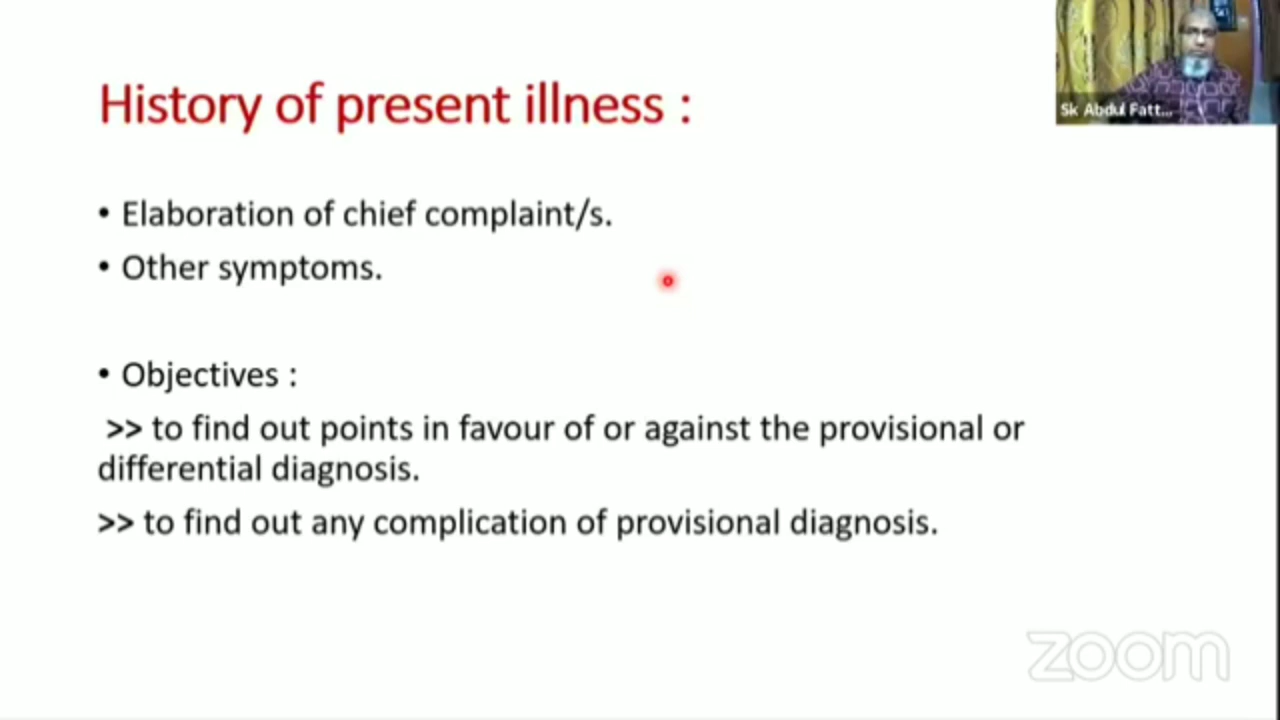 History of present illness :
Sk Abdul Fatt...
• Elaboration of chief complaint/s.
• Other symptoms.
• Objectives :
>> to find out points in favour of or against the provisional or
differential diagnosis.
>> to find out any complication of provisional diagnosis.
zoom